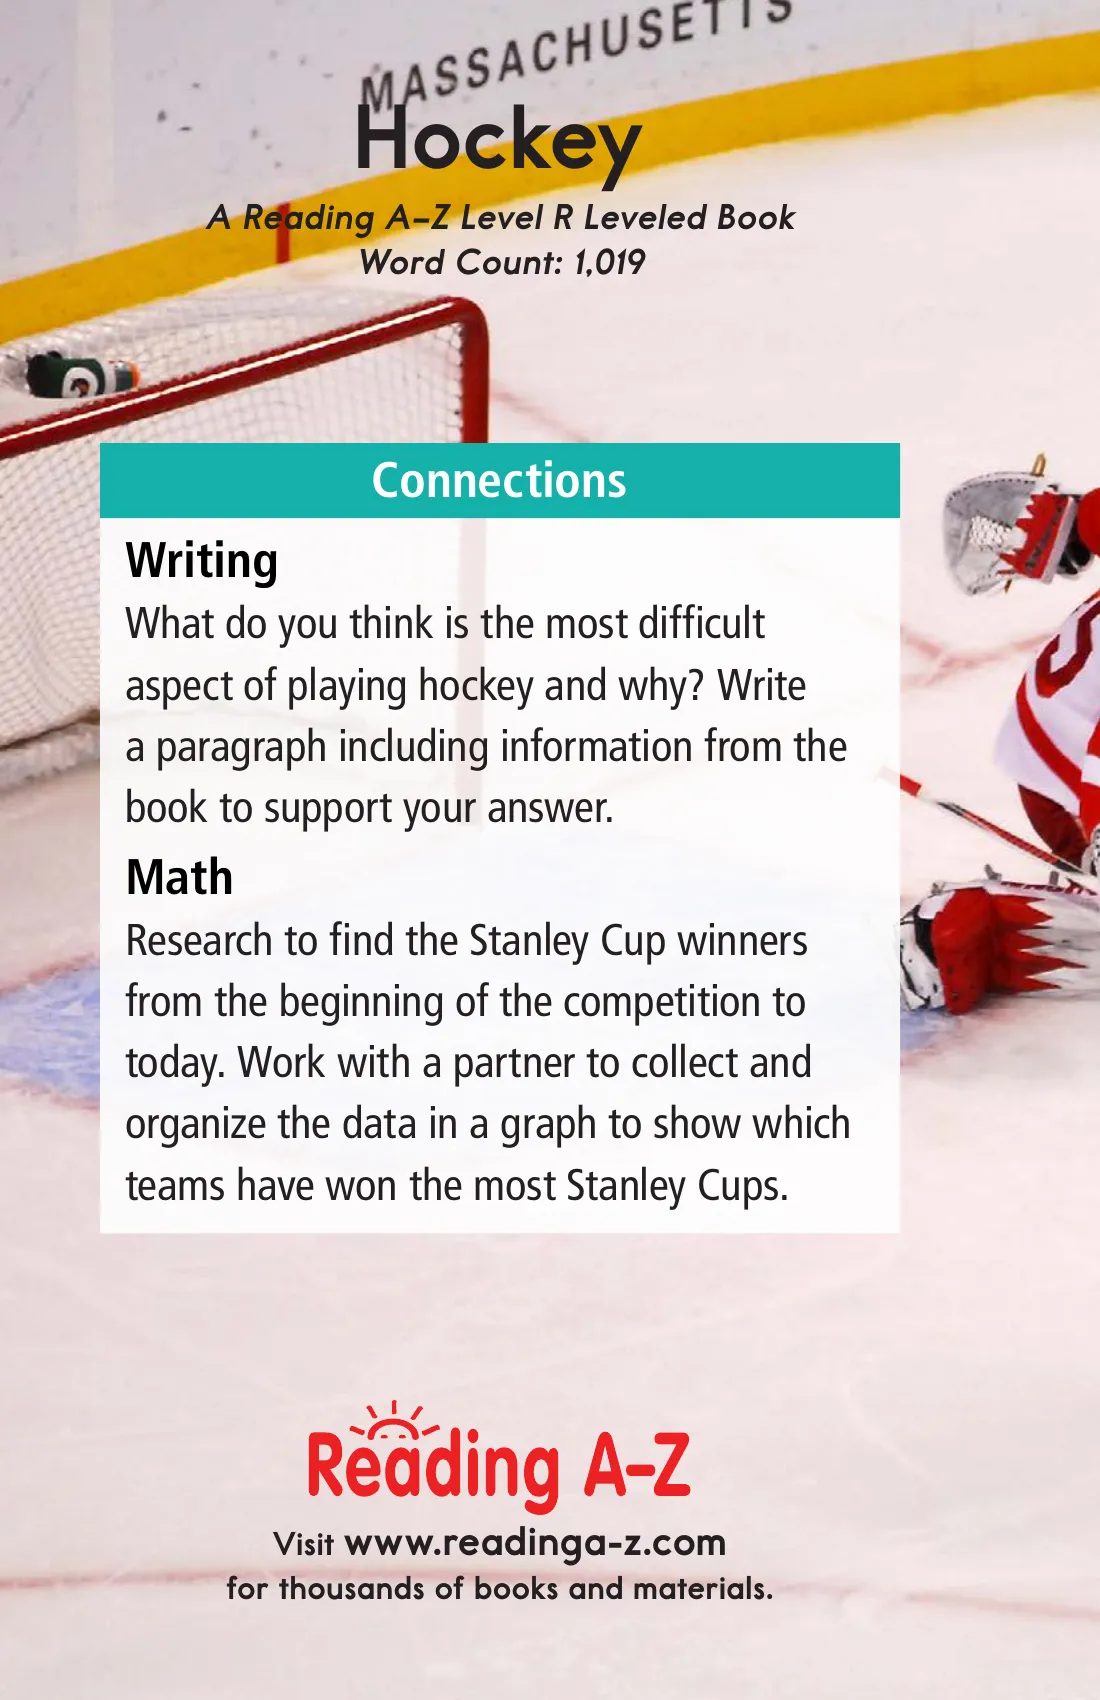 MASSACHUSETTS
Hockey
A Reading A–Z Level R Leveled Book
Word Count: 1,019
Connections
Writing
What do you think is the most difficult
aspect of playing hockey and why? Write
a paragraph including information from the
book to support your answer.
Math
Research to find the Stanley Cup winners
from the beginning of the competition to
today. Work with a partner to collect and
organize the data in a graph to show which
teams have won the most Stanley Cups.
Reading A–Z
Visit www.readinga-z.com
for thousands of books and materials.